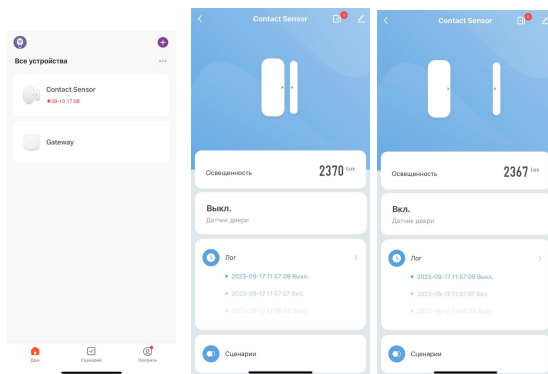 Все устройства
Contact Sensor
09-10 17:08
Gateway
Дом
Сценарий
Профиль
Contact Sensor
Освещенность
2370 Lux
Выкл.
Датчик двери
Лог
2023-09-17 11:57:09 Выкл.
2023-09-17 11:57:07 Вкл.
Сценарии
Contact Sensor
Освещенность
2367 Lux
Вкл.
Датчик двери
Лог
2023-09-17 11:57:09 Выкл.
2023-09-17 11:57:07 Вкл.
Сценарии